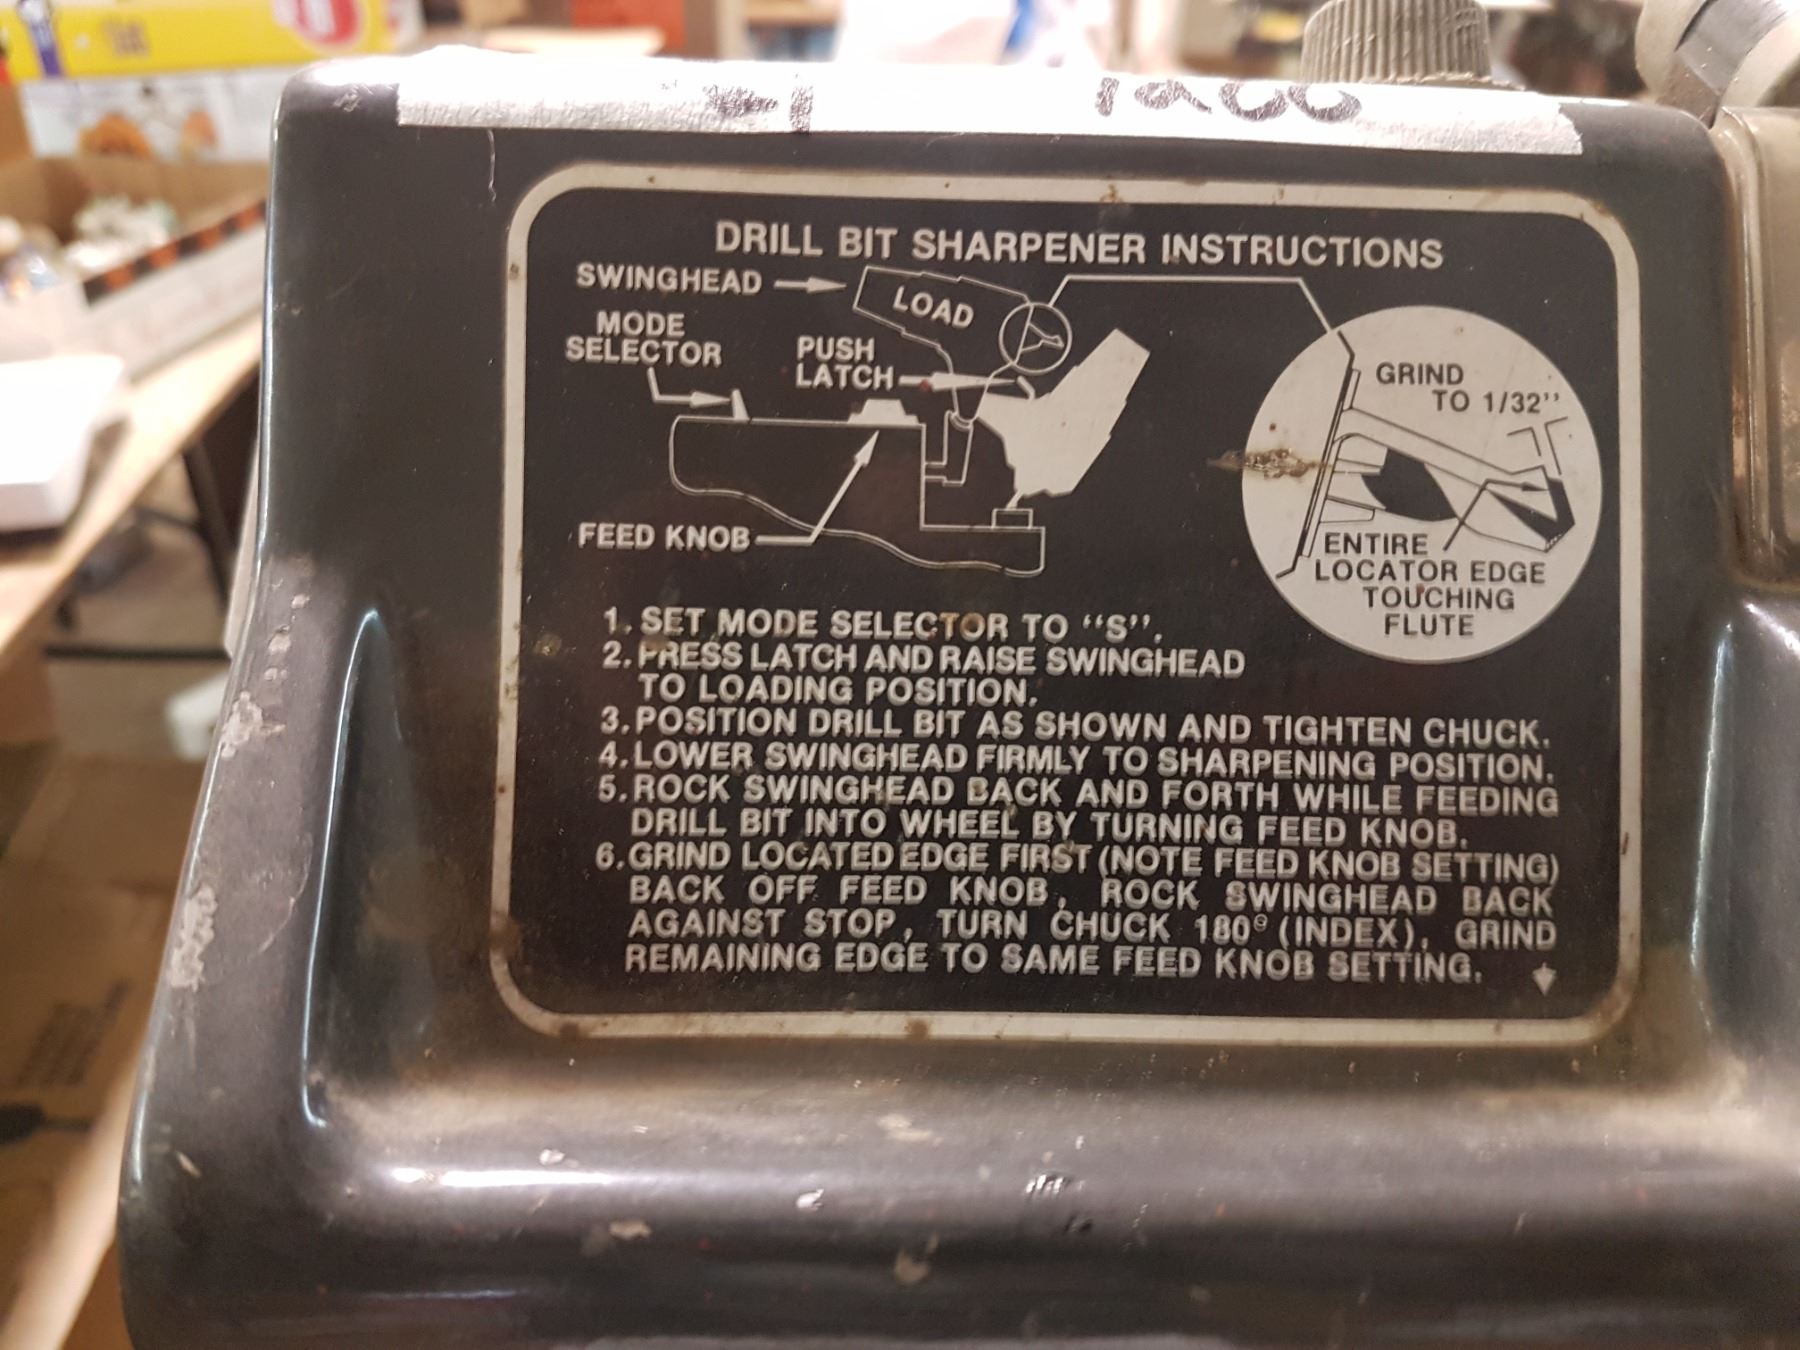 1200
DRILL BIT SHARPENER INSTRUCTIONS
SWINGHEAD
LOAD
MODE
SELECTOR
PUSH
LATCH
FEED KNOB
GRIND
TO 1/32''
ENTIRE
LOCATOR EDGE
TOUCHING
FLUTE
1. SET MODE SELECTOR TO “S”.
2. PRESS LATCH AND RAISE SWINGHEAD
TO LOADING POSITION.
3. POSITION DRILL BIT AS SHOWN AND TIGHTEN CHUCK.
4. LOWER SWINGHEAD FIRMLY TO SHARPENING POSITION.
5. ROCK SWINGHEAD BACK AND FORTH WHILE FEEDING
DRILL BIT INTO WHEEL BY TURNING FEED KNOB.
6. GRIND LOCATED EDGE FIRST (NOTE FEED KNOB SETTING)
BACK OFF FEED KNOB, ROCK SWINGHEAD BACK
AGAINST STOP, TURN CHUCK 180° (INDEX). GRIND
REMAINING EDGE TO SAME FEED KNOB SETTING.